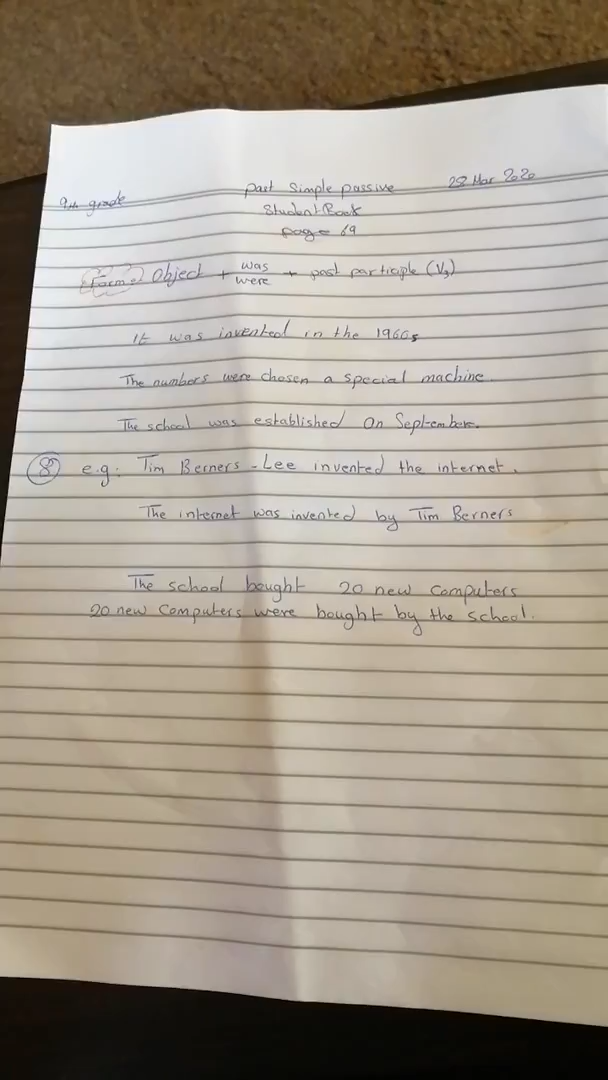 9th grade Past Simple passive 28 Mar 2020
Student Book
page 69
Form: Object + was were + past participle (V3)
It was invented in the 1960s
The numbers were chosen a special machine.
The school was established on September.
8 e.g: Tim Berners-Lee invented the internet.
The internet was invented by Tim Berners
The school bought 20 new computers
20 new computers were bought by the school.